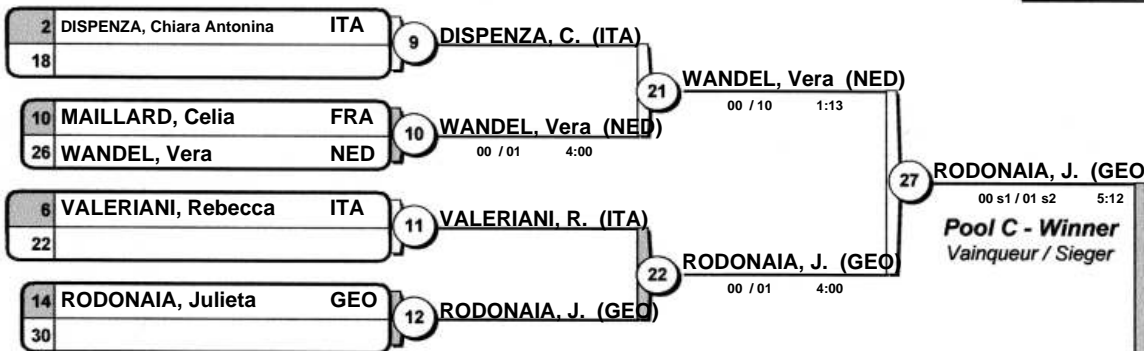 2 DISPENZA, Chiara Antonina ITA
18
9 DISPENZA, C. (ITA)
10 MAILLARD, Celia FRA
26 WANDEL, Vera NED
10 WANDEL, Vera (NED)
00 / 01 4:00
21 WANDEL, Vera (NED)
00 / 10 1:13
6 VALERIANI, Rebecca ITA
22
11 VALERIANI, R. (ITA)
14 RODONAIA, Julieta GEO
30
12 RODONAIA, J. (GEO)
22 RODONAIA, J. (GEO)
00 / 01 4:00
27 RODONAIA, J. (GEO
00 s1 / 01 s2 5:12
Pool C - Winner
Vainqueur / Sieger